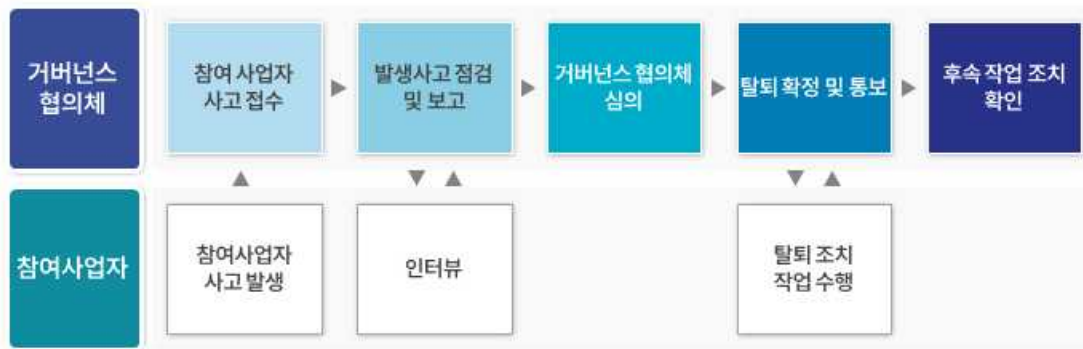 거버넌스
협의체
참여 사업자
사고 접수
발생사고 점검
및 보고
거버넌스 협의체
심의
탈퇴 확정 및 통보
후속 작업 조치
확인
참여사업자
참여사업자
사고 발생
인터뷰
탈퇴 조치
작업 수행